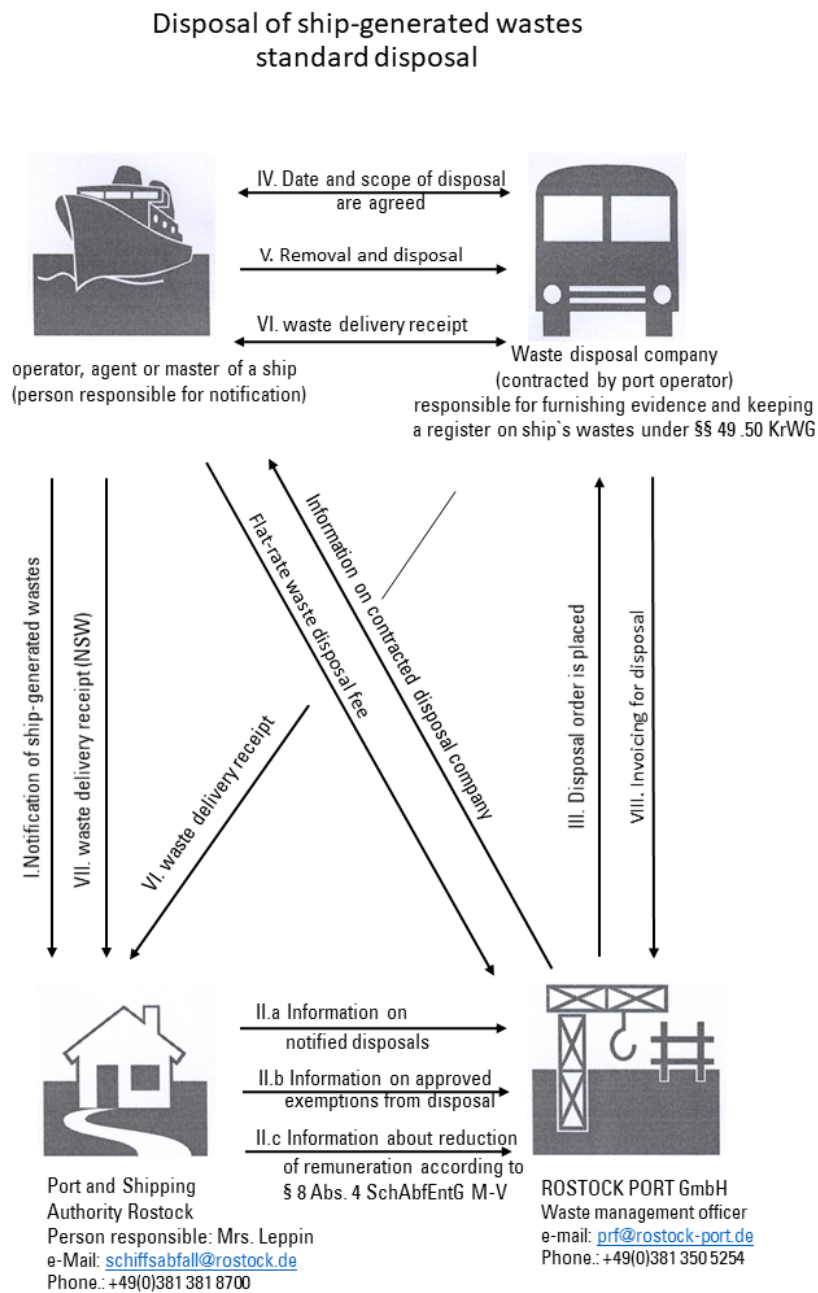 Disposal of ship-generated wastes
standard disposal
IV. Date and scope of disposal
are agreed
V. Removal and disposal
VI. waste delivery receipt
operator, agent or master of a ship
(person responsible for notification)
Waste disposal company
(contracted by port operator)
responsible for furnishing evidence and keeping
a register on ship`s wastes under §§ 49 .50 KrWG
I.Notification of ship-generated wastes
VII. waste delivery receipt (NSW)
VI. waste delivery receipt
Flat-rate waste disposal fee
Information on contracted disposal company
III. Disposal order is placed
VIII. Invoicing for disposal
II.a Information on
notified disposals
II.b Information on approved
exemptions from disposal
II.c Information about reduction
of remuneration according to
§ 8 Abs. 4 SchAbfEntG M-V
Port and Shipping
Authority Rostock
Person responsible: Mrs. Leppin
e-Mail: schiffsabfall@rostock.de
Phone.: +49(0)381 381 8700
ROSTOCK PORT GmbH
Waste management officer
e-mail: prf@rostock-port.de
Phone.: +49(0)381 350 5254